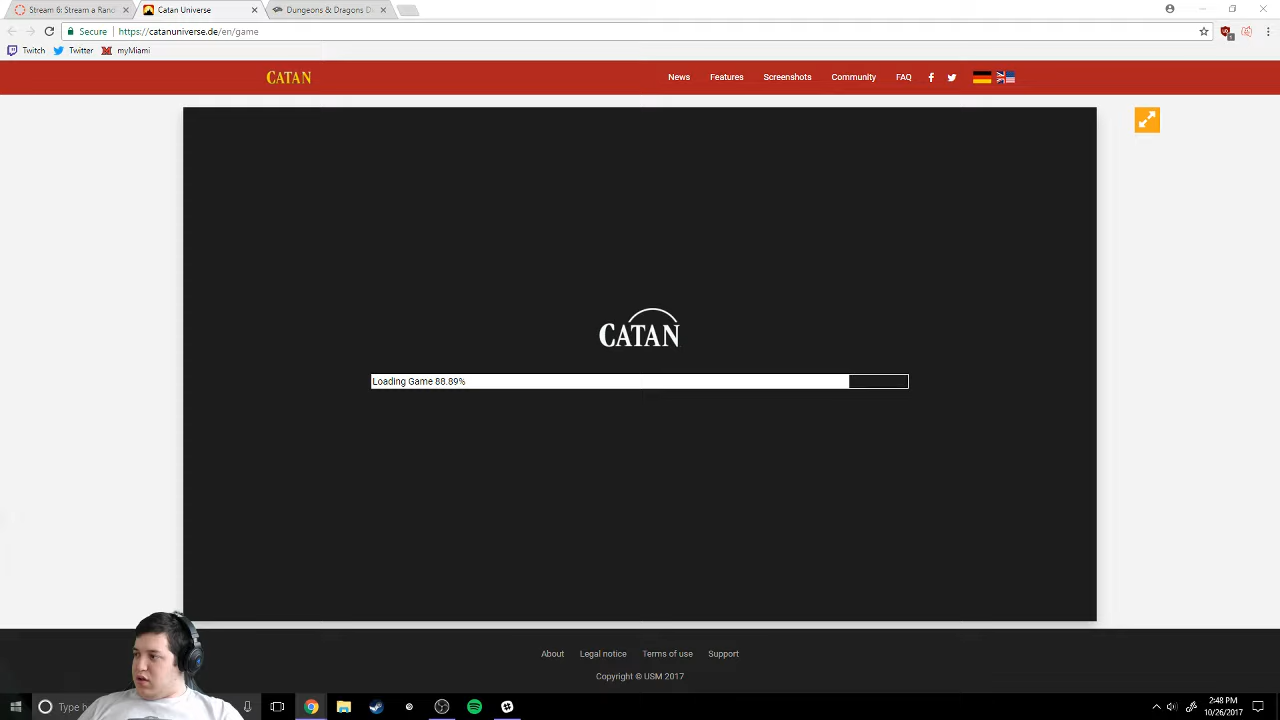 Stream 6: Stream a Rand
Catan Universe
Dungeons & Dragons D
Secure
https://catanuniverse.de/en/game
Twitch
Twitter
myMiami
CATAN
News
Features
Screenshots
Community
FAQ
CATAN
Loading Game 88.89%
About
Legal notice
Terms of use
Support
Copyright © USM 2017
Type h
2:48 PM
10/26/2017